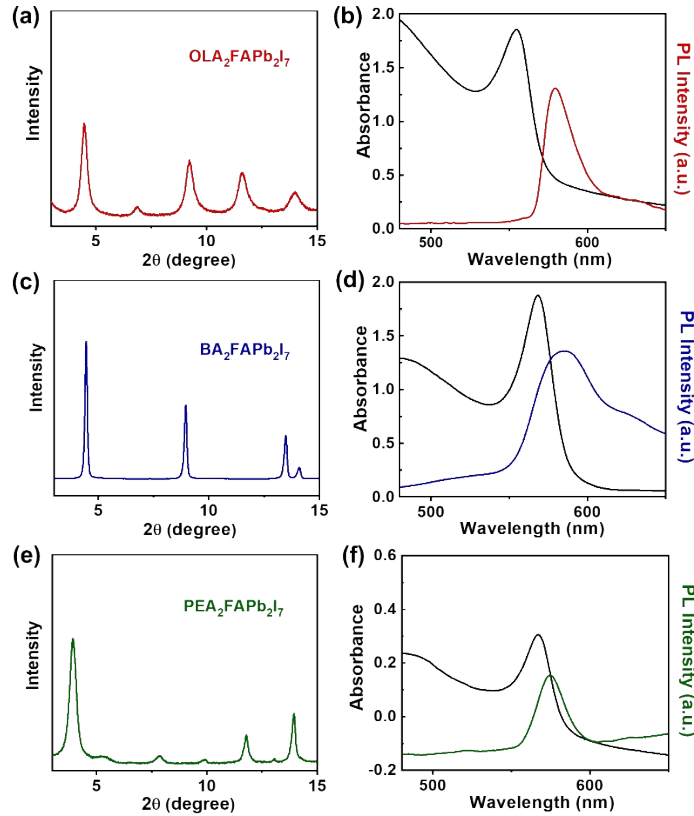 (a)
OLA₂FAPb₂I₇
Intensity
5
10
15
2θ (degree)
(b)
2.0
1.5
1.0
0.5
0.0
Absorbance
PL Intensity (a.u.)
500
600
Wavelength (nm)
(c)
BA₂FAPb₂I₇
Intensity
5
10
15
2θ (degree)
(d)
2.0
1.5
1.0
0.5
0.0
Absorbance
PL Intensity (a.u.)
500
600
Wavelength (nm)
(e)
PEA₂FAPb₂I₇
Intensity
5
10
15
2θ (degree)
(f)
0.6
0.4
0.2
0.0
-0.2
Absorbance
PL Intensity (a.u.)
500
600
Wavelength (nm)